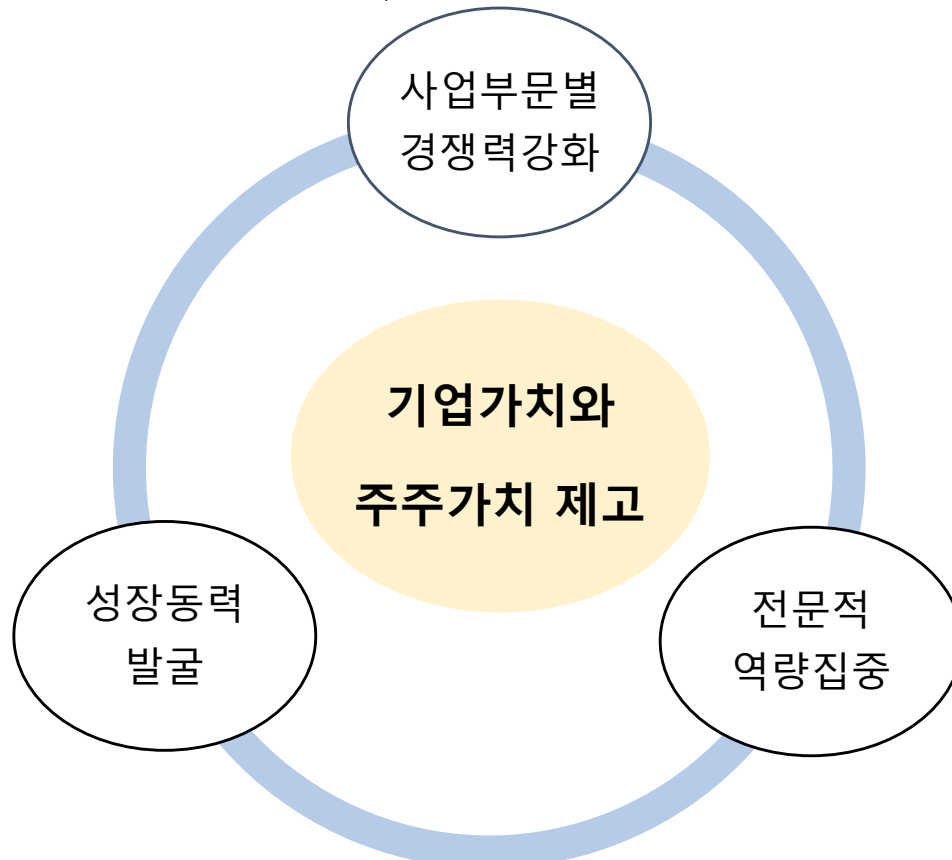 사업부문별
경쟁력강화
기업가치와
주주가치 제고
성장동력
발굴
전문적
역량집중